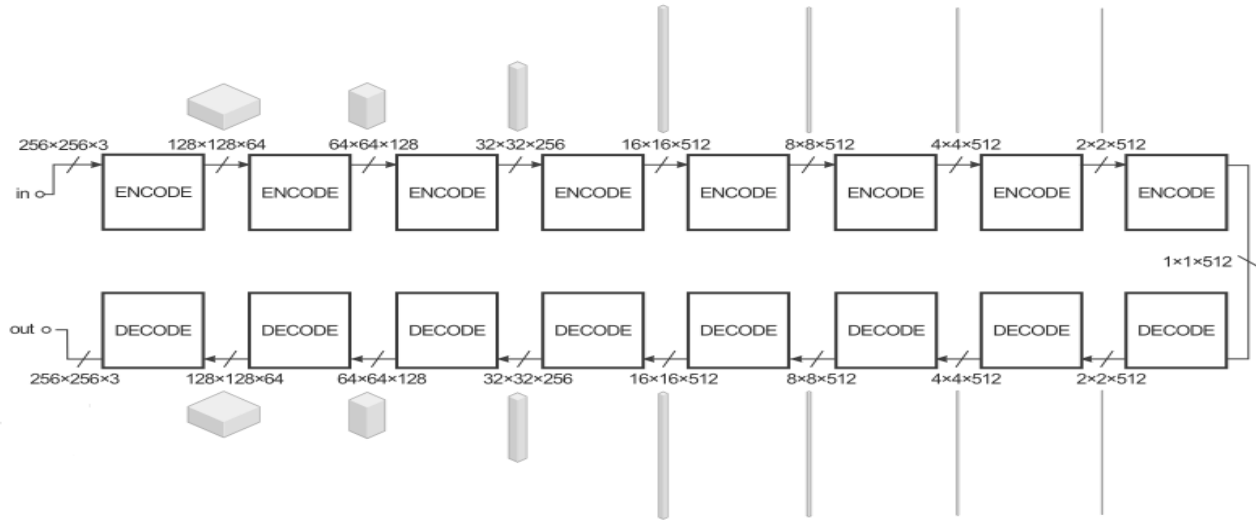 256×256×3 128×128×64 64×64×128 32×32×256 16×16×512 8×8×512 4×4×512 2×2×512
in ENCODE ENCODE ENCODE ENCODE ENCODE ENCODE ENCODE ENCODE
1×1×512
out DECODE DECODE DECODE DECODE DECODE DECODE DECODE DECODE
256×256×3 128×128×64 64×64×128 32×32×256 16×16×512 8×8×512 4×4×512 2×2×512